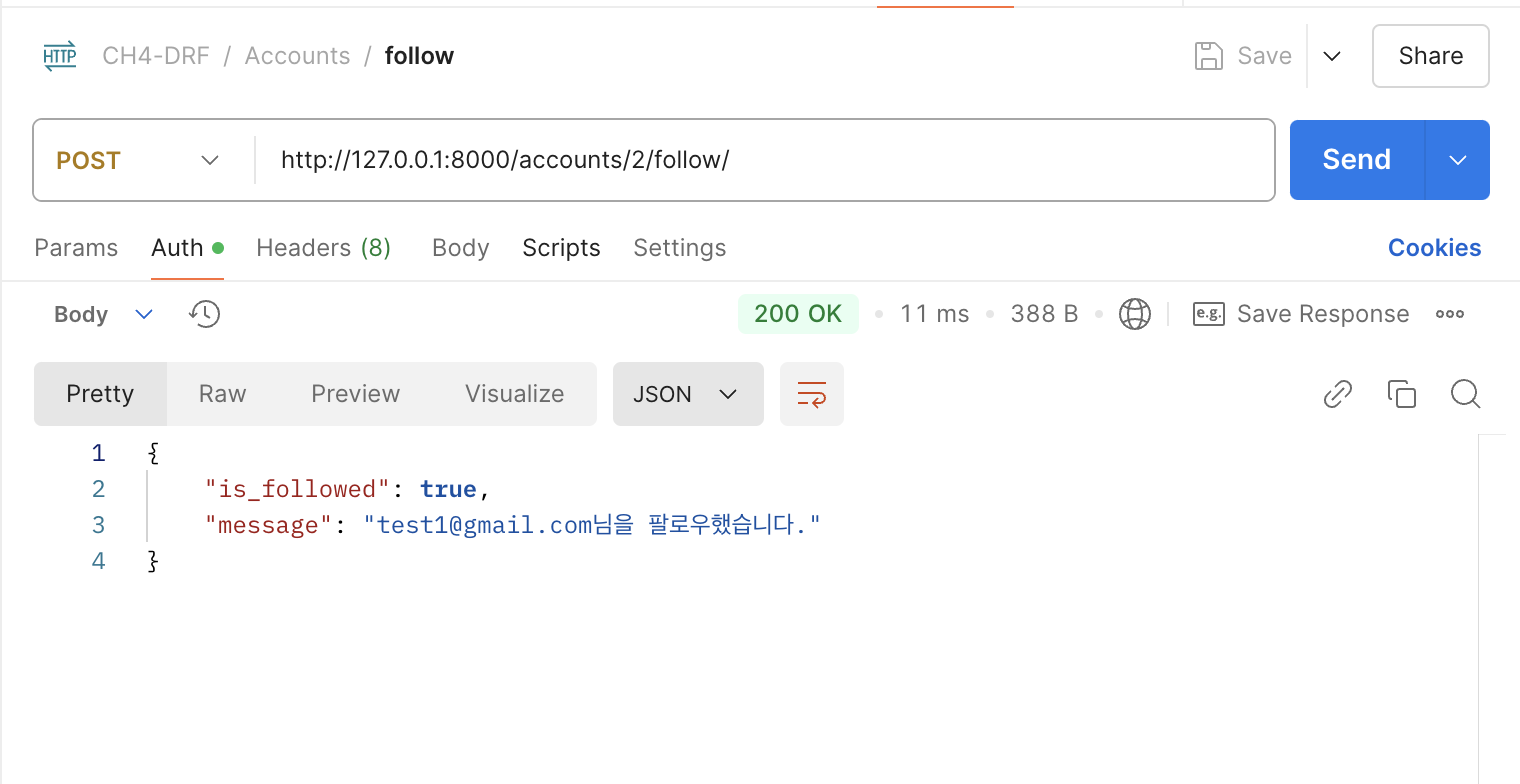 HTTP CH4-DRF / Accounts / follow Save Share
POST http://127.0.0.1:8000/accounts/2/follow/ Send
Params Auth Headers (8) Body Scripts Settings Cookies
Body 200 OK 11 ms 388 B e.g. Save Response
Pretty Raw Preview Visualize JSON
1 {
2 "is_followed": true,
3 "message": "test1@gmail.com님을 팔로우했습니다."
4 }